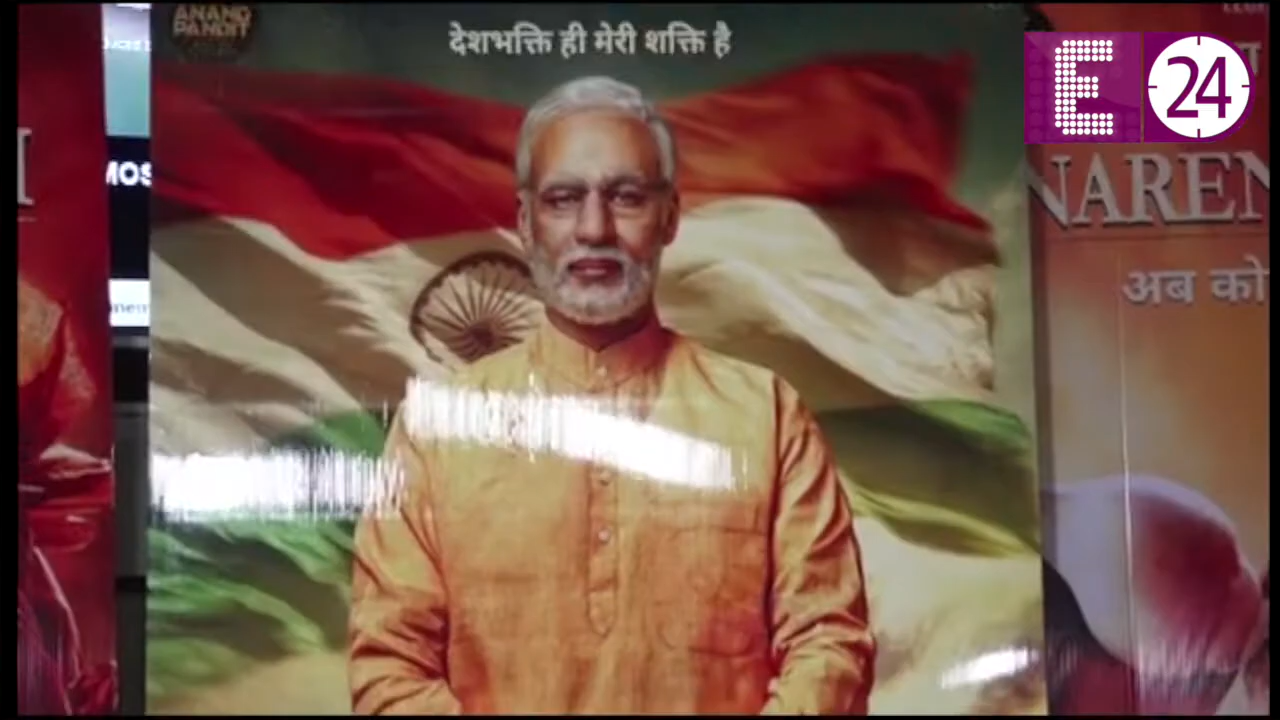 ANAND
PANDIT
देशभक्ति ही मेरी शक्ति है
E 24
MOS
NAREN
अब को